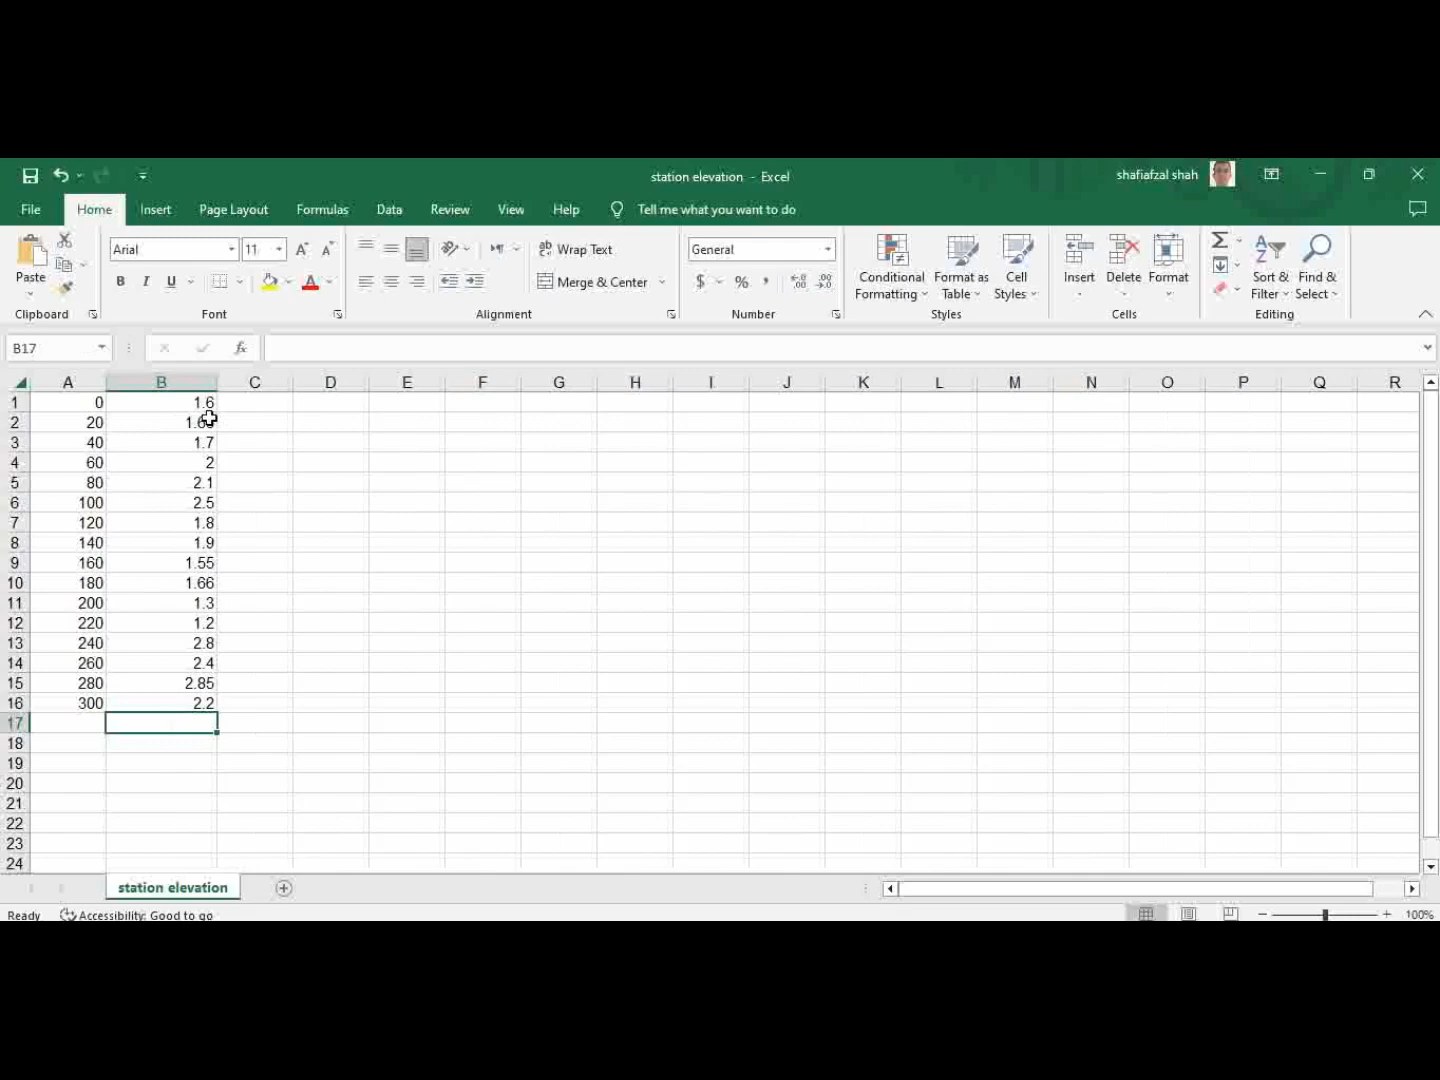 station elevation - Excel
shafiafzal shah
File Home Insert Page Layout Formulas Data Review View Help Tell me what you want to do
Paste
Arial 11
B I U
Wrap Text
Merge & Center
General
$ % ,
Conditional Formatting
Format as Table
Cell Styles
Insert Delete Format
Sort & Filter
Find & Select
Clipboard Font Alignment Number Styles Cells Editing
B17 fx
A B C D E F G H I J K L M N O P Q R
1 0 1.6
2 20
3 40 1.7
4 60 2
5 80 2.1
6 100 2.5
7 120 1.8
8 140 1.9
9 160 1.55
10 180 1.66
11 200 1.3
12 220 1.2
13 240 2.8
14 260 2.4
15 280 2.85
16 300 2.2
17
18
19
20
21
22
23
24
station elevation
Ready Accessibility: Good to go 100%